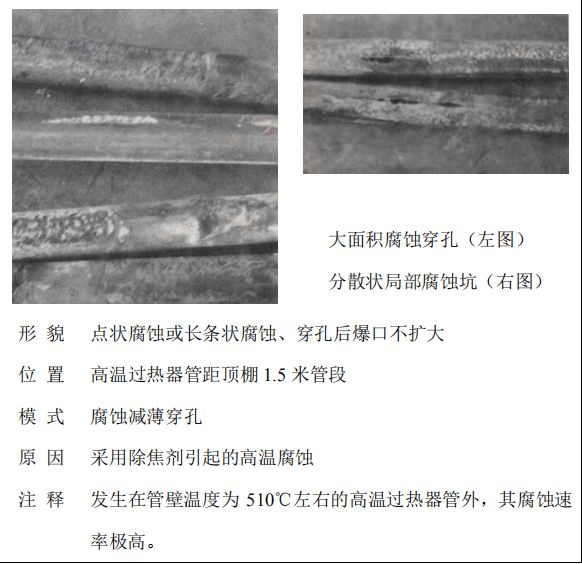 大面积腐蚀穿孔（左图）
分散状局部腐蚀坑（右图）
形 貌 点状腐蚀或长条状腐蚀、穿孔后爆口不扩大
位 置 高温过热器管距顶棚 1.5 米管段
模 式 腐蚀减薄穿孔
原 因 采用除焦剂引起的高温腐蚀
注 释 发生在管壁温度为 510℃左右的高温过热器管外，其腐蚀速
率极高。